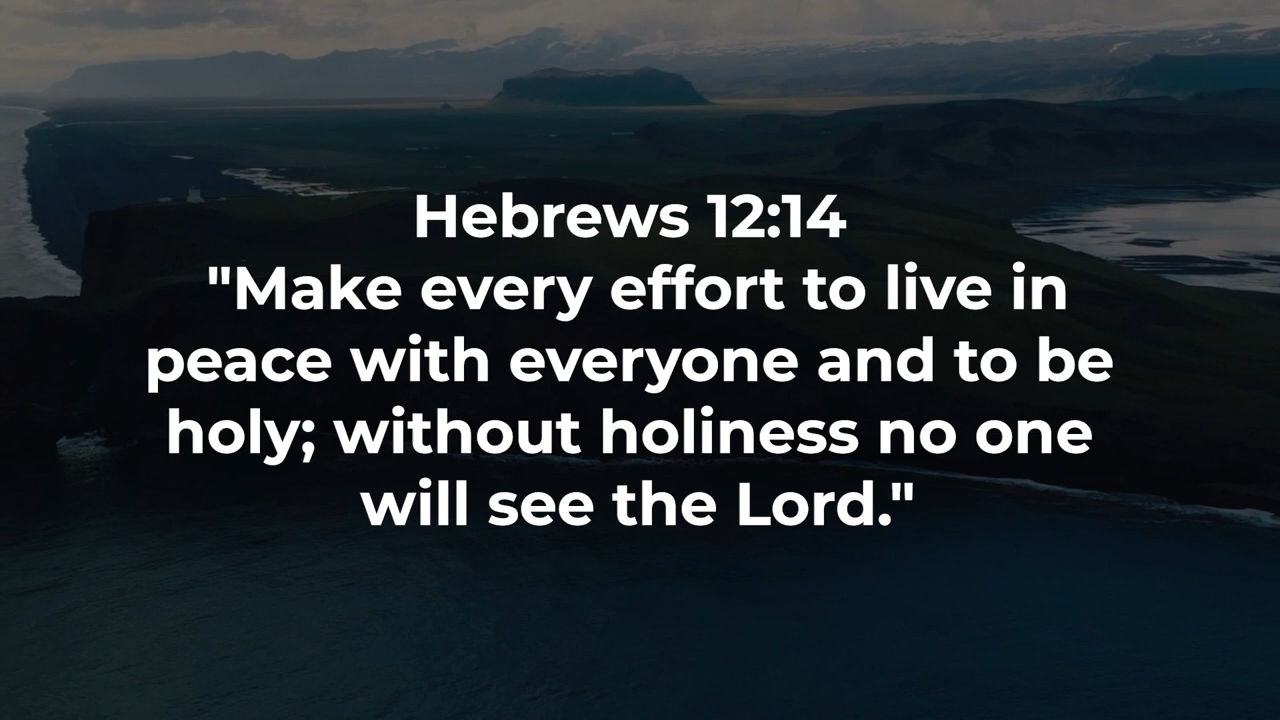 Hebrews 12:14
"Make every effort to live in
peace with everyone and to be
holy; without holiness no one
will see the Lord."